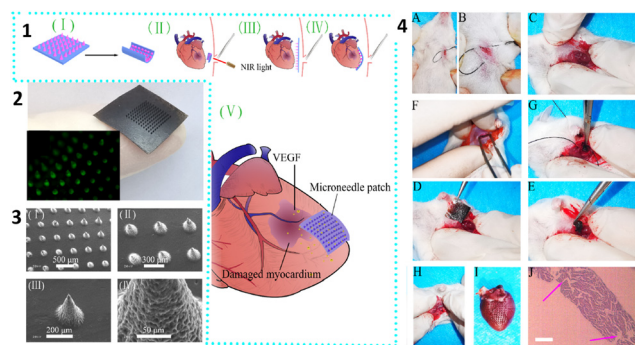 1
(I)
(II)
(III)
(IV)
NIR light
2
(V)
VEGF
Microneedle patch
Damaged myocardium
3
(I)
500 μm
(II)
300 μm
(III)
200 μm
(IV)
50 μm
4
A
B
C
F
G
D
E
H
I
J